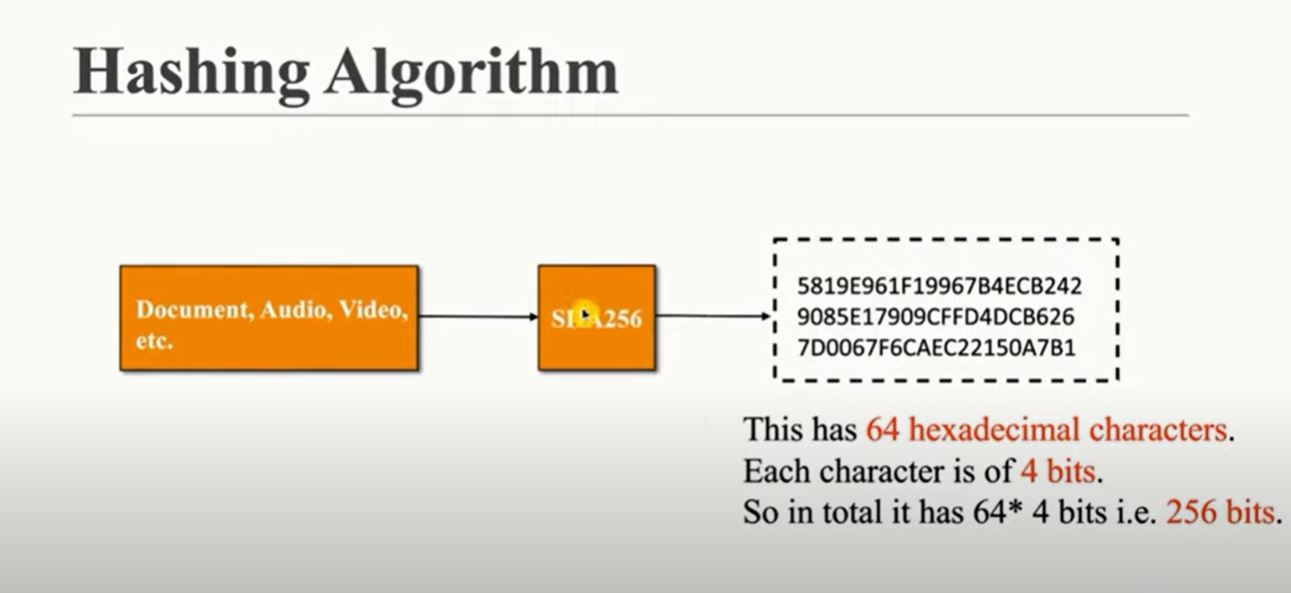 Hashing Algorithm
Document, Audio, Video,
etc.
SHA256
5819E961F19967B4ECB242
9085E17909CFFD4DCB626
7D0067F6CAEC22150A7B1
This has 64 hexadecimal characters.
Each character is of 4 bits.
So in total it has 64* 4 bits i.e. 256 bits.